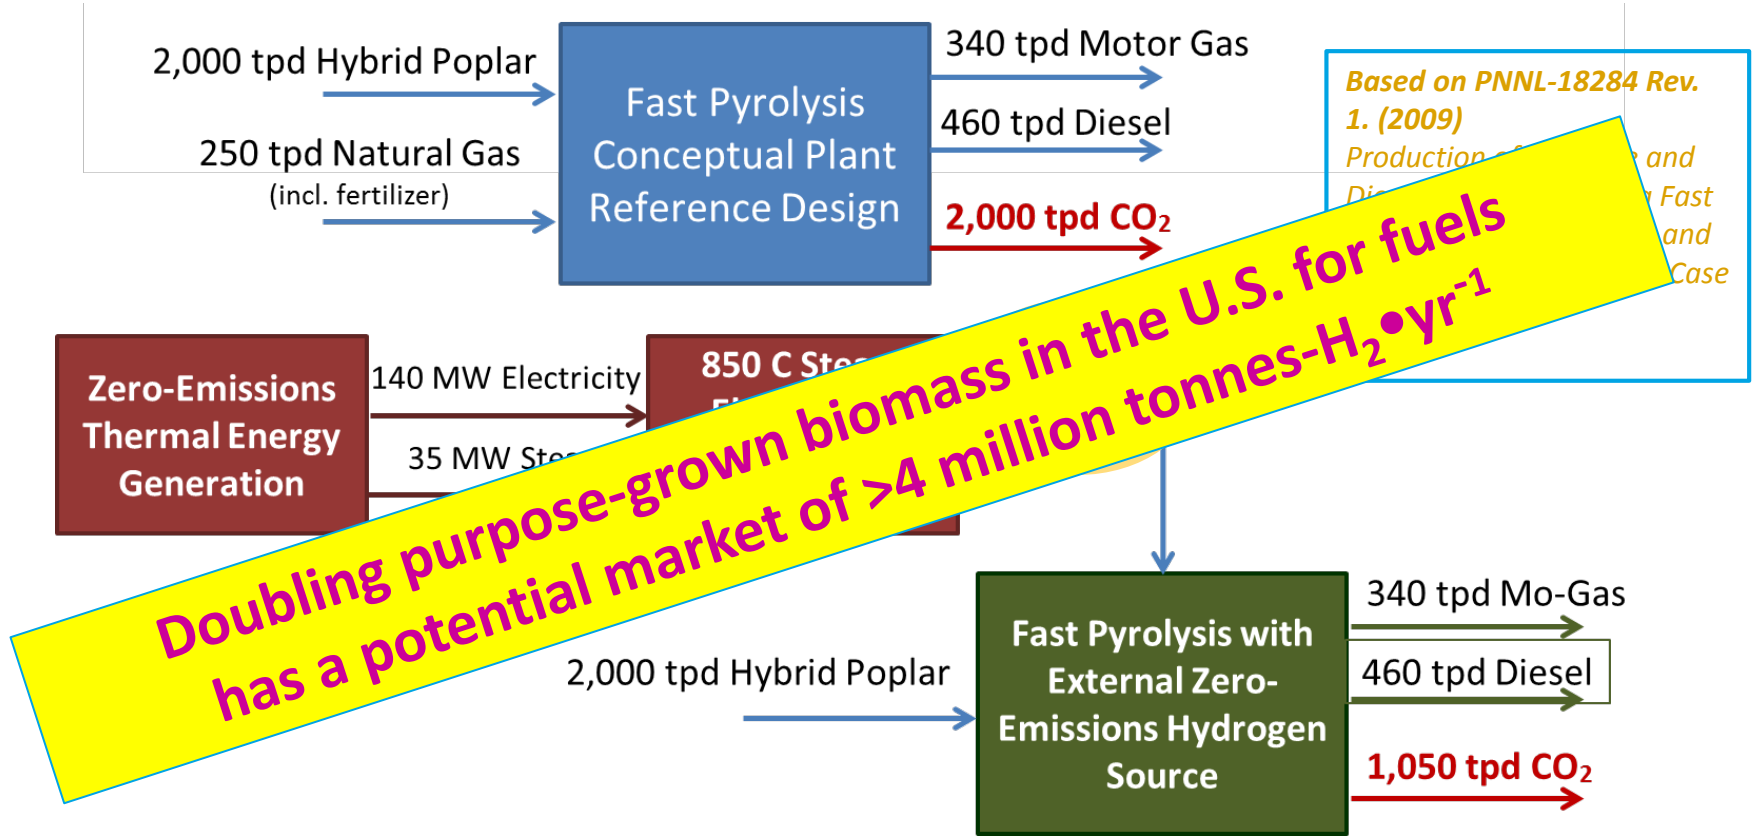 2,000 tpd Hybrid Poplar
250 tpd Natural Gas
(incl. fertilizer)
Fast Pyrolysis
Conceptual Plant
Reference Design
340 tpd Motor Gas
460 tpd Diesel
2,000 tpd CO₂
Based on PNNL-18284 Rev.
1. (2009)
Production and
Fast
and
Case
Zero-Emissions
Thermal Energy
Generation
140 MW Electricity
35 MW
850 C
Doubling purpose-grown biomass in the U.S. for fuels
has a potential market of >4 million tonnes-H₂•yr⁻¹
2,000 tpd Hybrid Poplar
Fast Pyrolysis with
External Zero-
Emissions Hydrogen
Source
340 tpd Mo-Gas
460 tpd Diesel
1,050 tpd CO₂